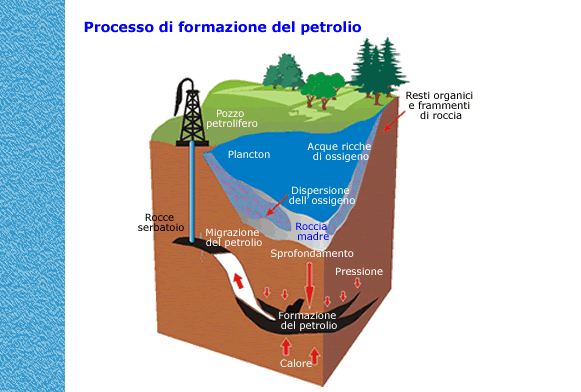 Processo di formazione del petrolio
Resti organici
e frammenti
di roccia
Pozzo
petrolifero
Acque ricche
di ossigeno
Plancton
Dispersione
dell'ossigeno
Rocce
serbatoio
Migrazione
del petrolio
Roccia
madre
Sprofondamento
Pressione
Formazione
del petrolio
Calore